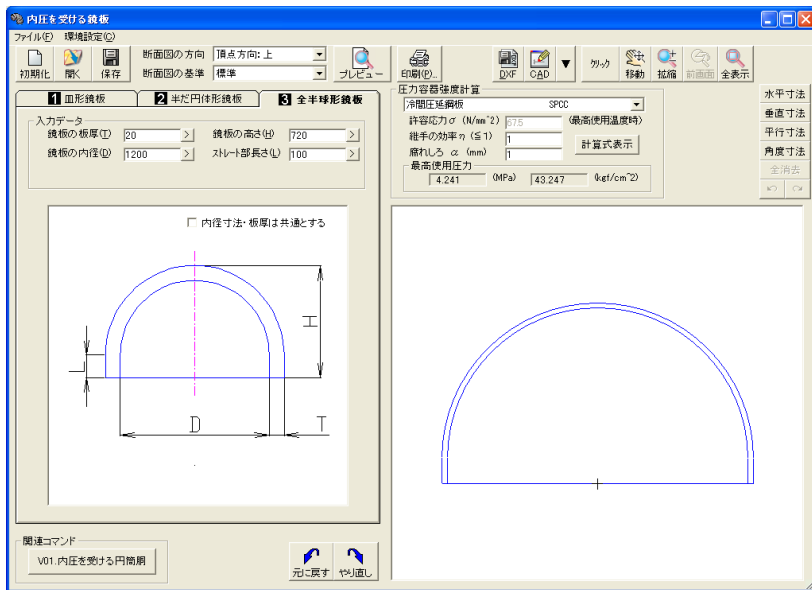 内圧を受ける鏡板
ファイル(F) 環境設定(C)
初期化 開く 保存 断面図の方向 頂点方向:上 断面図の基準 標準 プレビュー 印刷(P)... DXF CAD ▼ クリック 移動 拡縮 前画面 全表示
1 皿形鏡板 2 半だ円体形鏡板 3 全半球形鏡板
入力データ
鏡板の板厚(T) 20 > 鏡板の高さ(H) 720 >
鏡板の内径(D) 1200 > ストレート部長さ(L) 100 >
圧力容器強度計算
冷間圧延鋼板 SPCC
許容応力σ (N/mm^2) 67.5 (最高使用温度時)
継手の効率η (≦1) 1
腐れしろ α (mm) 1
計算式表示
最高使用圧力
4.241 (MPa) 43.247 (kgf/cm^2)
水平寸法
垂直寸法
平行寸法
角度寸法
全消去
内径寸法・板厚は共通とする
H
L
D T
関連コマンド
V01.内圧を受ける円筒胴
元に戻す やり直し